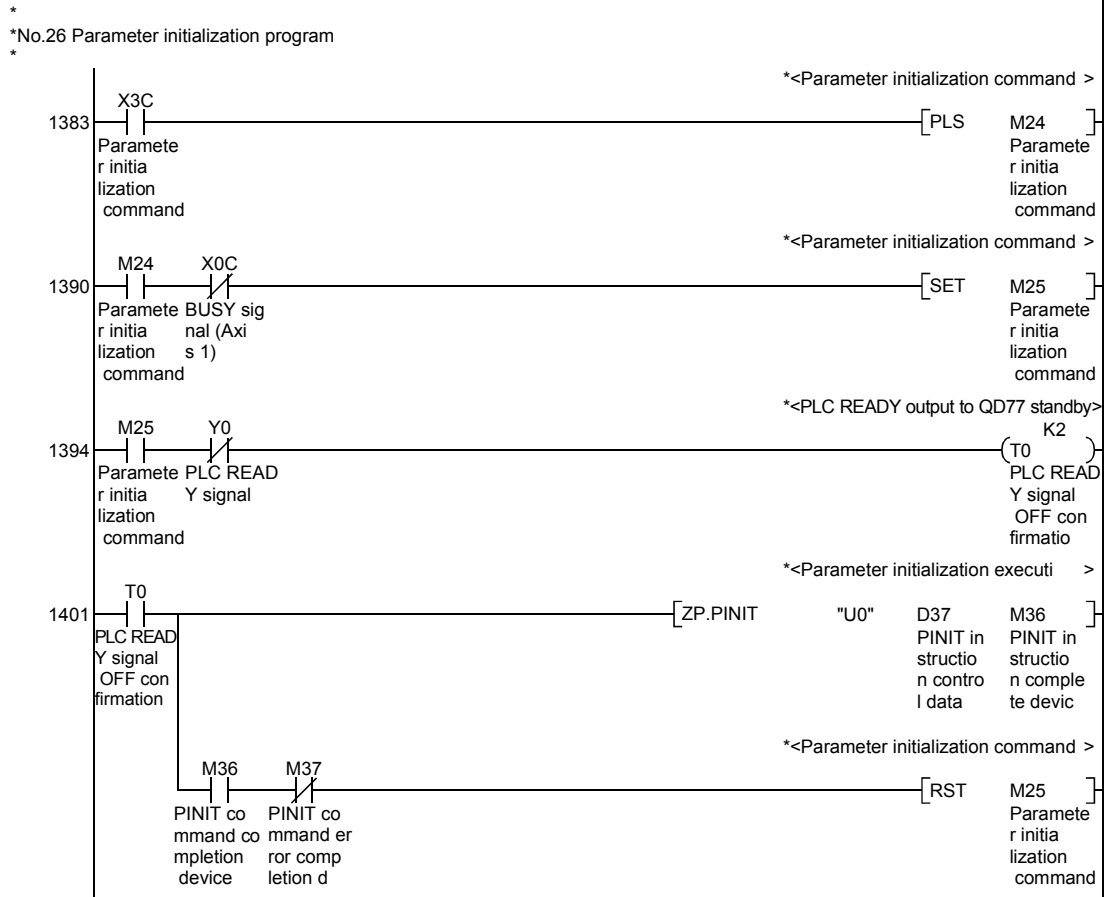 *
*No.26 Parameter initialization program
*
*<Parameter initialization command >
X3C
1383
PLS M24
Paramete
r initia
lization
command
Paramete
r initia
lization
command
*<Parameter initialization command >
M24 X0C
1390
SET M25
Paramete
r initia
lization
command
BUSY sig
nal (Axi
s 1)
Paramete
r initia
lization
command
*<PLC READY output to QD77 standby>
M25 Y0
K2
1394
T0
Paramete
r initia
lization
command
PLC READ
Y signal
PLC READ
Y signal
OFF con
firmatio
*<Parameter initialization executi >
T0
1401
ZP.PINIT "U0" D37 M36
PLC READ
Y signal
OFF con
firmation
PINIT in
structio
n contro
l data
PINIT in
structio
n comple
te devic
*<Parameter initialization command >
M36 M37
RST M25
PINIT co
mmand co
mpletion
device
PINIT co
mmand er
ror comp
letion d
Paramete
r initia
lization
command